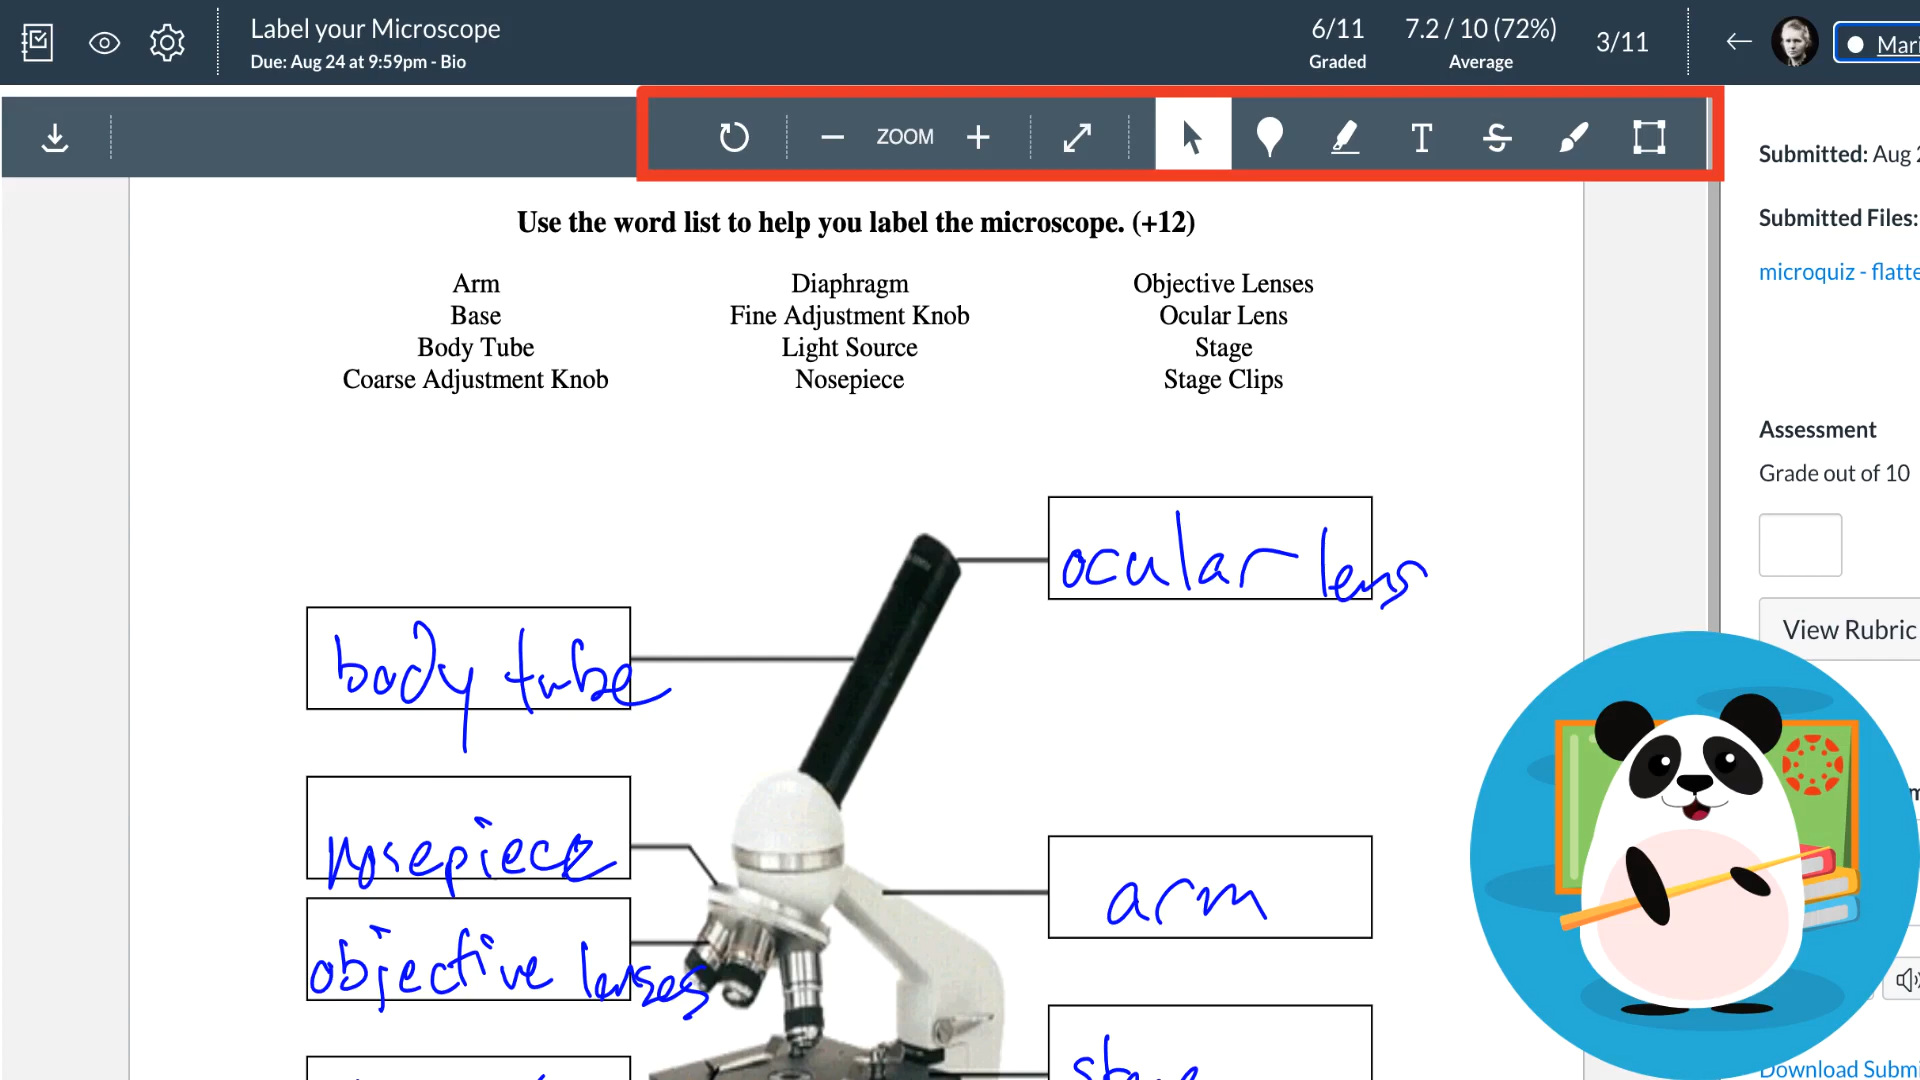 Label your Microscope
Due: Aug 24 at 9:59pm - Bio
6/11
Graded
7.2 / 10 (72%)
Average
3/11
Mari
ZOOM
T
S
Submitted: Aug 2
Submitted Files:
microquiz - flatte
Use the word list to help you label the microscope. (+12)
Arm
Base
Body Tube
Coarse Adjustment Knob
Diaphragm
Fine Adjustment Knob
Light Source
Nosepiece
Objective Lenses
Ocular Lens
Stage
Stage Clips
Assessment
Grade out of 10
View Rubric
ocular lens
body tube
nosepiece
arm
objective lenses
Download Submi